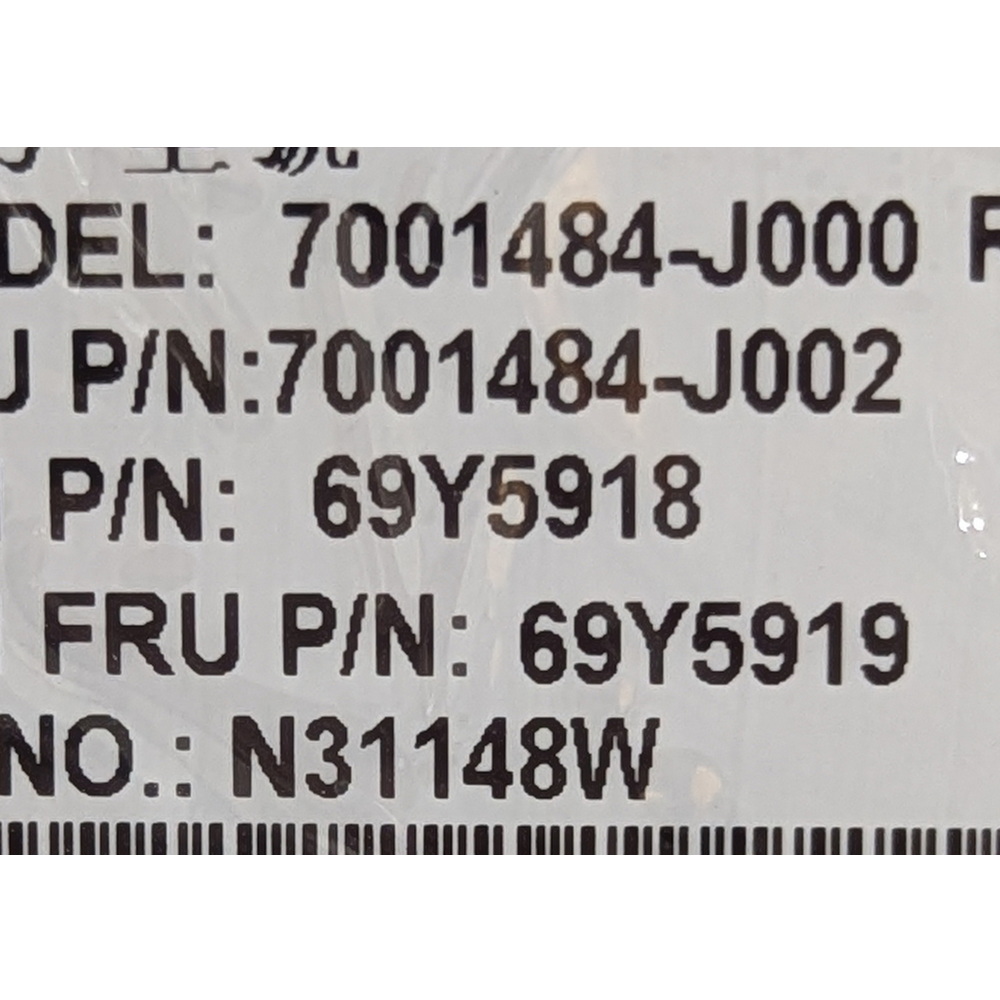 DEL: 7001484-J000
U P/N:7001484-J002
P/N: 69Y5918
FRU P/N: 69Y5919
NO.: N31148W